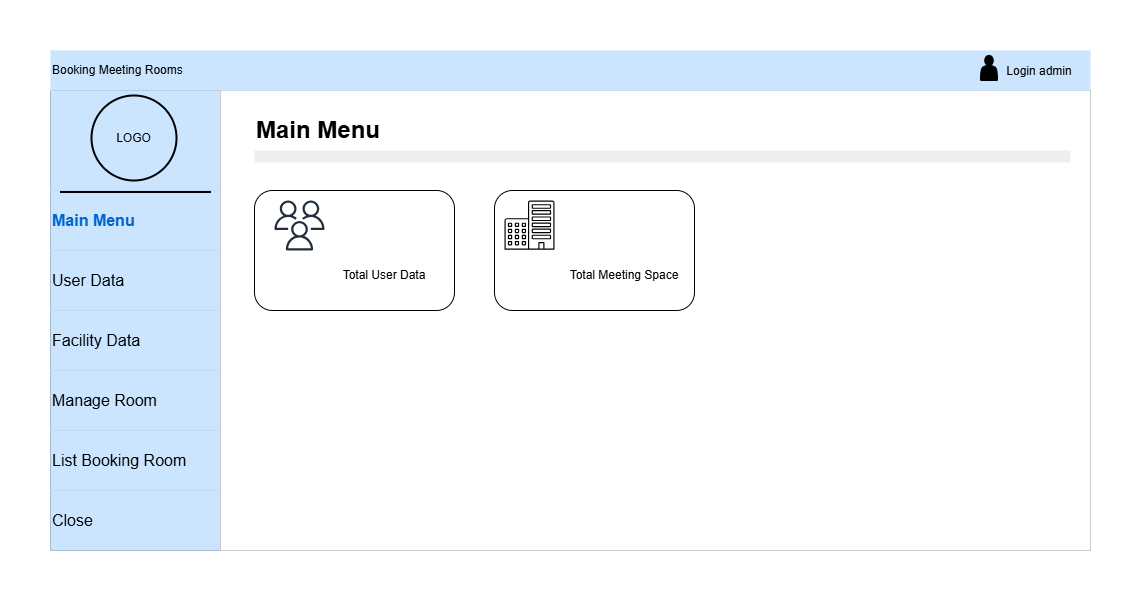 Booking Meeting Rooms
Login admin
LOGO
Main Menu
User Data
Facility Data
Manage Room
List Booking Room
Close
Main Menu
Total User Data
Total Meeting Space